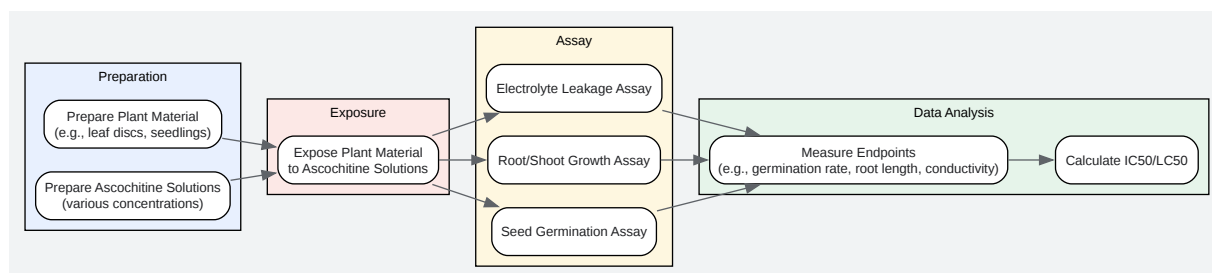 Preparation
Prepare Plant Material
(e.g., leaf discs, seedlings)
Prepare Ascochitine Solutions
(various concentrations)
Exposure
Expose Plant Material
to Ascochitine Solutions
Assay
Electrolyte Leakage Assay
Root/Shoot Growth Assay
Seed Germination Assay
Data Analysis
Measure Endpoints
(e.g., germination rate, root length, conductivity)
Calculate IC50/LC50